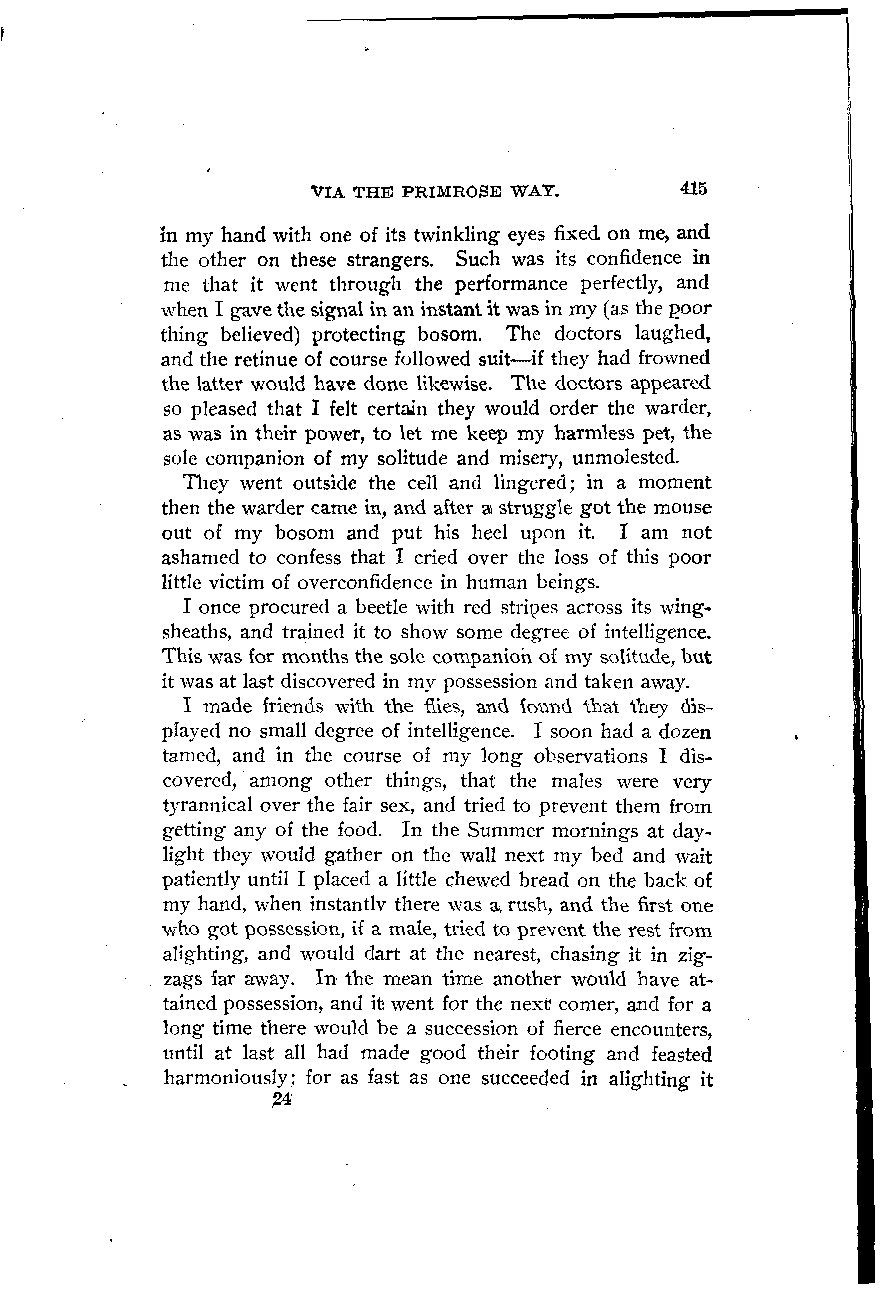 VIA THE PRIMROSE WAY. 415
in my hand with one of its twinkling eyes fixed on me, and
the other on these strangers. Such was its confidence in
me that it went through the performance perfectly, and
when I gave the signal in an instant it was in my (as the poor
thing believed) protecting bosom. The doctors laughed,
and the retinue of course followed suit—if they had frowned
the latter would have done likewise. The doctors appeared
so pleased that I felt certain they would order the warder,
as was in their power, to let me keep my harmless pet, the
sole companion of my solitude and misery, unmolested.
They went outside the cell and lingered; in a moment
then the warder came in, and after a struggle got the mouse
out of my bosom and put his heel upon it. I am not
ashamed to confess that I cried over the loss of this poor
little victim of overconfidence in human beings.
I once procured a beetle with red stripes across its wing-
sheaths, and trained it to show some degree of intelligence.
This was for months the sole companion of my solitude, but
it was at last discovered in my possession and taken away.
I made friends with the flies, and found that they dis-
played no small degree of intelligence. I soon had a dozen
tamed, and in the course of my long observations I dis-
covered, among other things, that the males were very
tyrannical over the fair sex, and tried to prevent them from
getting any of the food. In the Summer mornings at day-
light they would gather on the wall next my bed and wait
patiently until I placed a little chewed bread on the back of
my hand, when instantly there was a rush, and the first one
who got possession, if a male, tried to prevent the rest from
alighting, and would dart at the nearest, chasing it in zig-
zags far away. In the mean time another would have at-
tained possession, and it went for the next comer, and for a
long time there would be a succession of fierce encounters,
until at last all had made good their footing and feasted
harmoniously; for as fast as one succeeded in alighting it
24